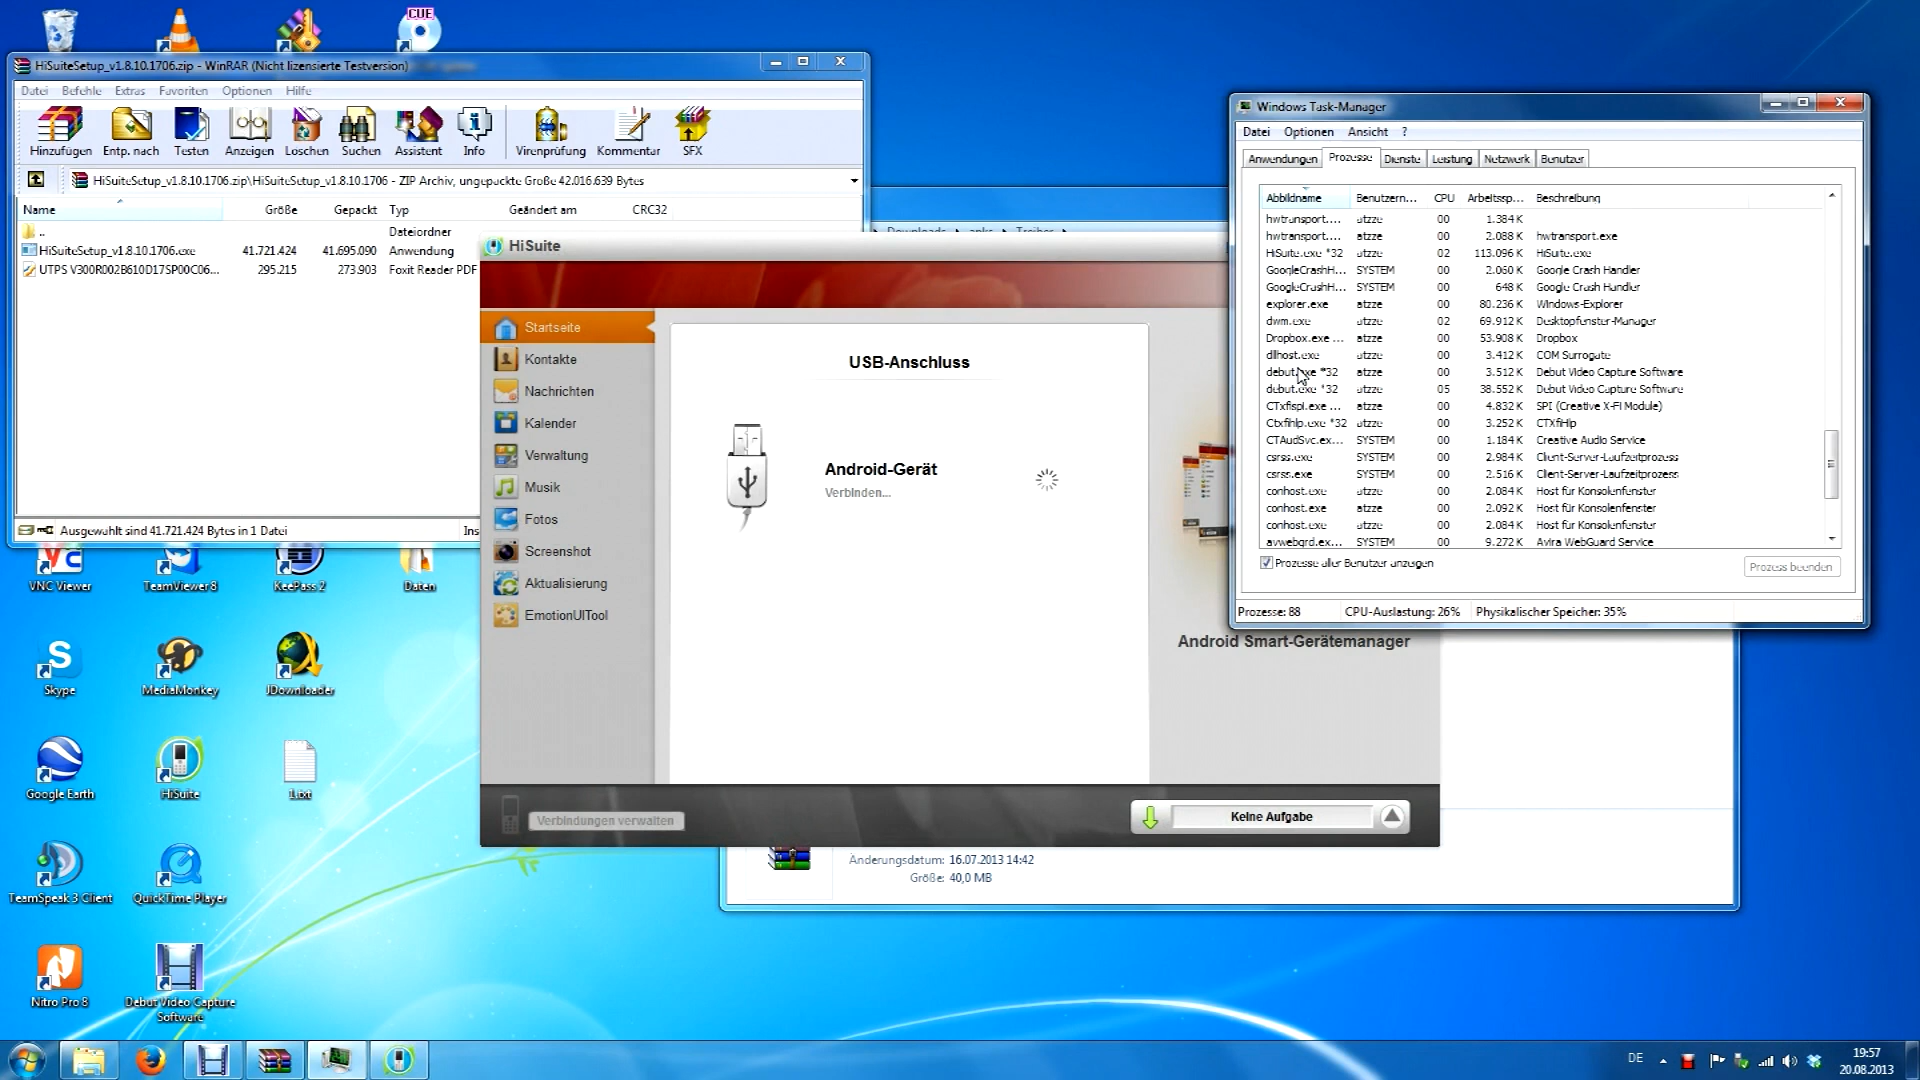 CUE
HiSuiteSetup_v1.8.10.1706.zip - WinRAR (Nicht lizensierte Testversion)
Datei Befehle Extras Favoriten Optionen Hilfe
Hinzufügen Entp. nach Testen Anzeigen Löschen Suchen Assistent Info Virenprüfung Kommentar SFX
HiSuiteSetup_v1.8.10.1706.zip\HiSuiteSetup_v1.8.10.1706 - ZIP Archiv, ungepackte Größe 42.016.639 Bytes
Name Größe Gepackt Typ Geändert am CRC32
.. Dateiordner
HiSuiteSetup_v1.8.10.1706.exe 41.721.424 41.695.090 Anwendung
UTPS V300R002B610D17SP00C06... 295.215 273.903 Foxit Reader PDF
Ausgewählt sind 41.721.424 Bytes in 1 Datei Ins
Downloads Treiber
HiSuite
Startseite
Kontakte
Nachrichten
Kalender
Verwaltung
Musik
Fotos
Screenshot
Aktualisierung
EmotionUITool
USB-Anschluss
Android-Gerät
Verbinden...
Android Smart-Gerätemanager
Verbindungen verwalten
Keine Aufgabe
Änderungsdatum: 16.07.2013 14:42
Größe: 40,0 MB
Windows Task-Manager
Datei Optionen Ansicht ?
Anwendungen Prozesse Dienste Leistung Netzwerk Benutzer
Abbildname Benutzern... CPU Arbeitssp... Beschreibung
hwtransport.... atzze 00 1.384 K
hwtransport.... atzze 00 2.088 K hwtransport.exe
HiSuite.exe *32 atzze 02 113.096 K HiSuite.exe
GoogleCrashH... SYSTEM 00 2.060 K Google Crash Handler
GoogleCrashH... SYSTEM 00 648 K Google Crash Handler
explorer.exe atzze 00 80.236 K Windows-Explorer
dwm.exe atzze 02 69.912 K Desktopfenster-Manager
Dropbox.exe ... atzze 00 53.908 K Dropbox
dllhost.exe atzze 00 3.412 K COM Surrogate
debut.exe *32 atzze 00 3.512 K Debut Video Capture Software
debut.exe *32 atzze 05 38.552 K Debut Video Capture Software
CTxfispi.exe ... atzze 00 4.832 K SPI (Creative X-Fi Module)
Ctxfihlp.exe *32 atzze 00 3.252 K CTXfiHlp
CTAudSvc.ex... SYSTEM 00 1.184 K Creative Audio Service
csrss.exe SYSTEM 00 2.984 K Client-Server-Laufzeitprozess
csrss.exe SYSTEM 00 2.516 K Client-Server-Laufzeitprozess
conhost.exe atzze 00 2.084 K Host für Konsolenfenster
conhost.exe atzze 00 2.092 K Host für Konsolenfenster
conhost.exe atzze 00 2.084 K Host für Konsolenfenster
avwebgrd.ex... SYSTEM 00 9.272 K Avira WebGuard Service
Prozesse aller Benutzer anzeigen Prozess beenden
Prozesse: 88 CPU-Auslastung: 26% Physikalischer Speicher: 35%
VNC Viewer TeamViewer 8 KeePass 2 Daten
Skype MediaMonkey JDownloader
Google Earth HiSuite 1.txt
TeamSpeak 3 Client QuickTime Player
Nitro Pro 8 Debut Video Capture
Software
DE 19:57
20.08.2013